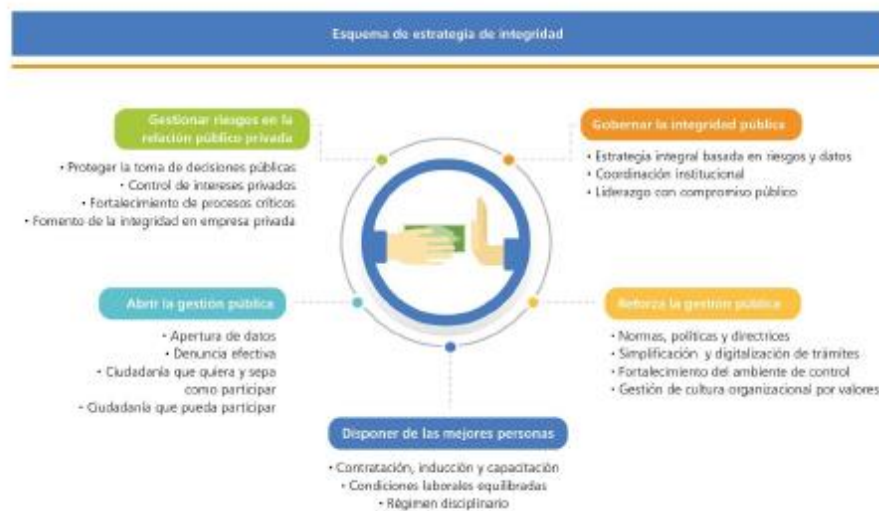 Esquema de estrategia de integridad
Gestionar riesgos en la
relación público privada
• Proteger la toma de decisiones públicas
• Control de intereses privados
• Fortalecimiento de procesos críticos
• Fomento de la integridad en empresa privada
Gobernar la integridad pública
• Estrategia integral basada en riesgos y datos
• Coordinación institucional
• Liderazgo con compromiso público
Abrir la gestión pública
• Apertura de datos
• Denuncia efectiva
• Ciudadanía que quiera y sepa
como participar
• Ciudadanía que pueda participar
Reforza la gestión pública
• Normas, políticas y directrices
• Simplificación y digitalización de trámites
• Fortalecimiento del ambiente de control
• Gestión de cultura organizacional por valores
Disponer de las mejores personas
• Contratación, inducción y capacitación
• Condiciones laborales equilibradas
• Régimen disciplinario